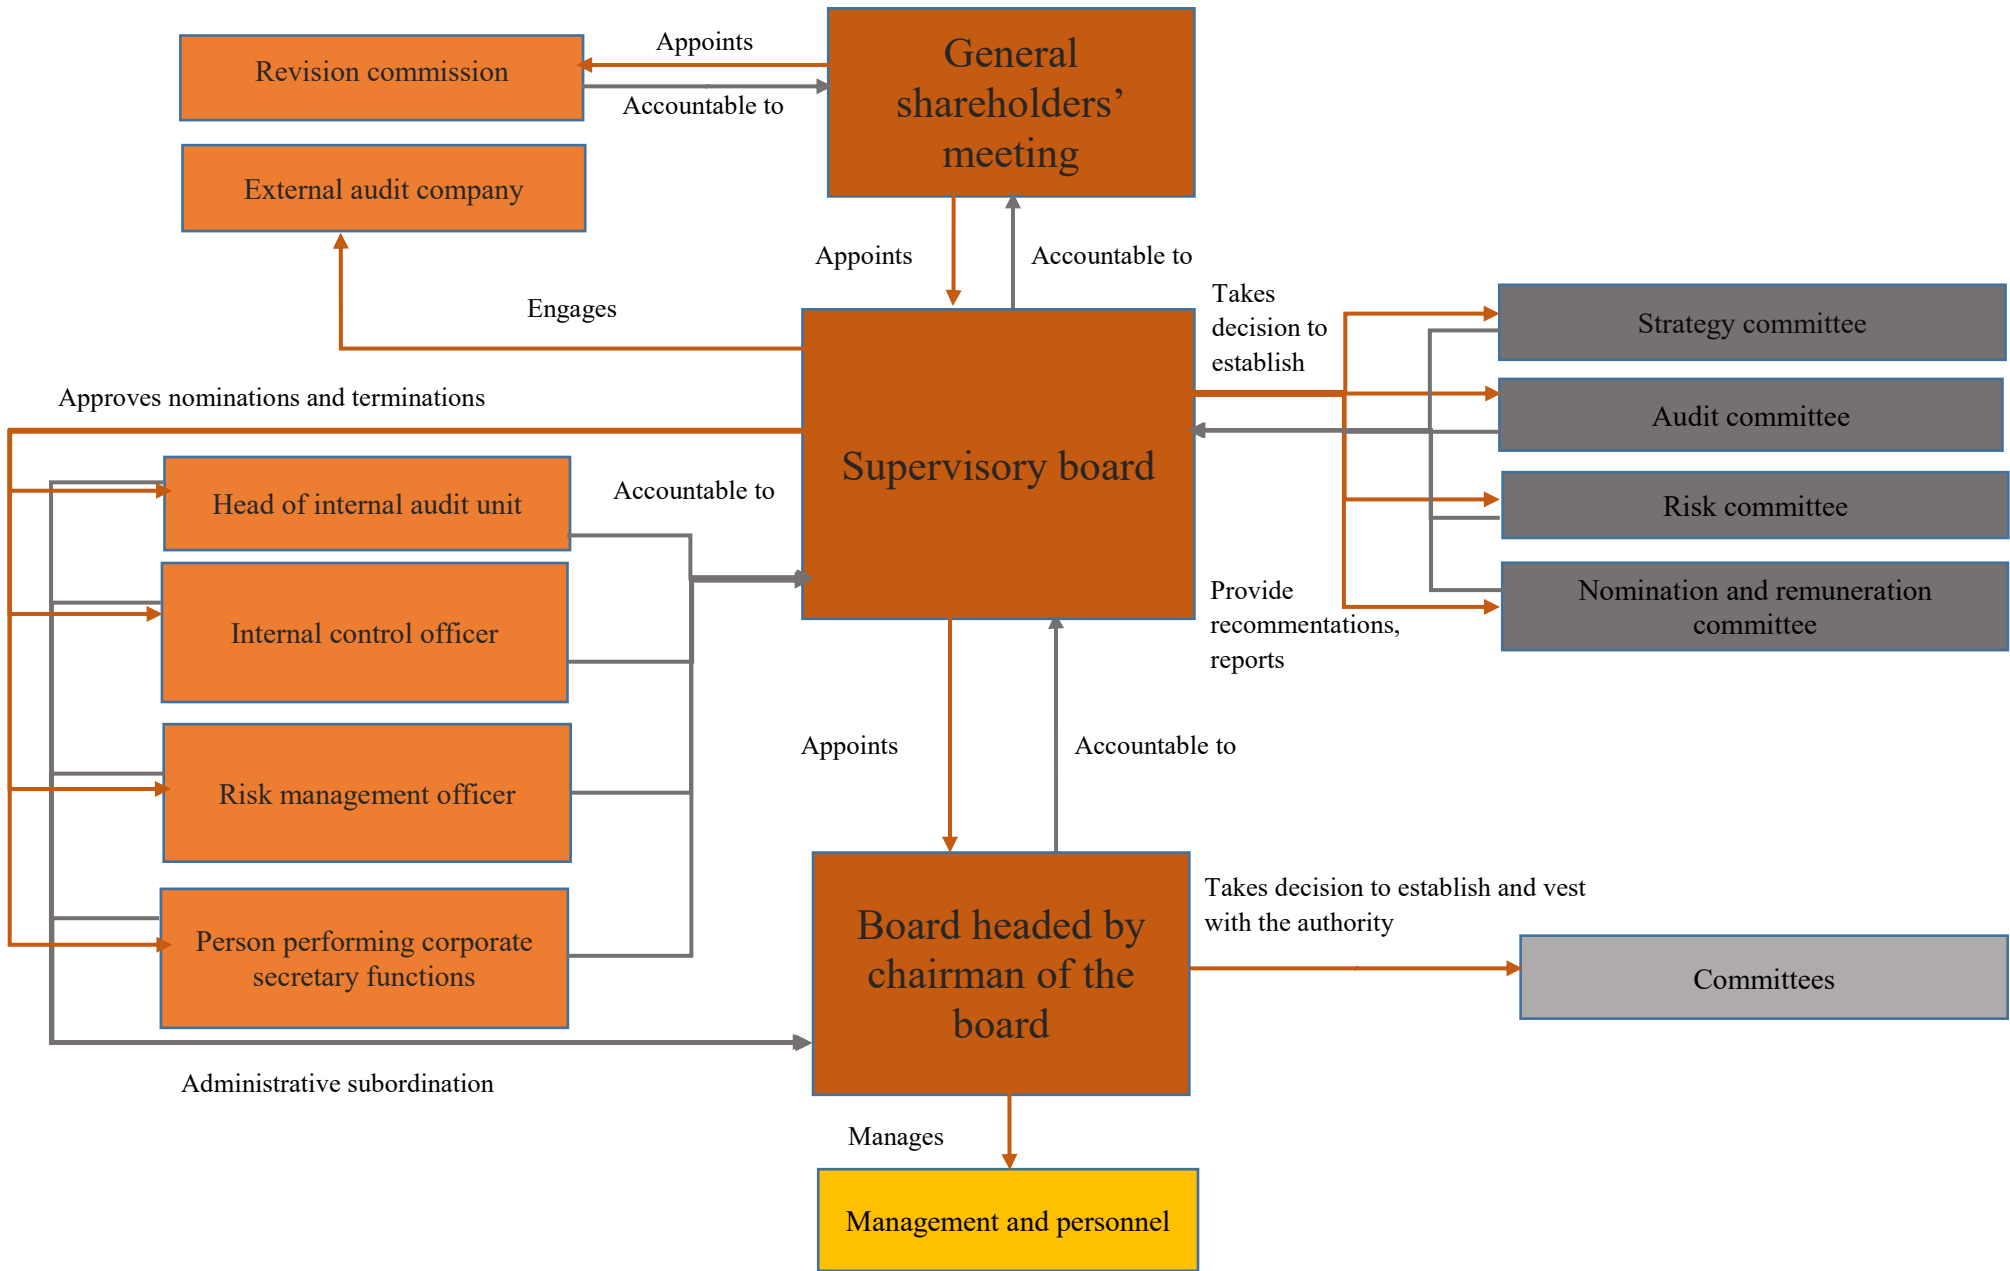 Appoints
Revision commission
Accountable to
General
shareholders’
meeting
External audit company
Appoints
Accountable to
Engages
Takes
decision to
establish
Strategy committee
Approves nominations and terminations
Audit committee
Supervisory board
Head of internal audit unit
Accountable to
Risk committee
Internal control officer
Provide
recommentations,
reports
Nomination and remuneration
committee
Appoints
Accountable to
Risk management officer
Person performing corporate
secretary functions
Board headed by
chairman of the
board
Takes decision to establish and vest
with the authority
Committees
Administrative subordination
Manages
Management and personnel